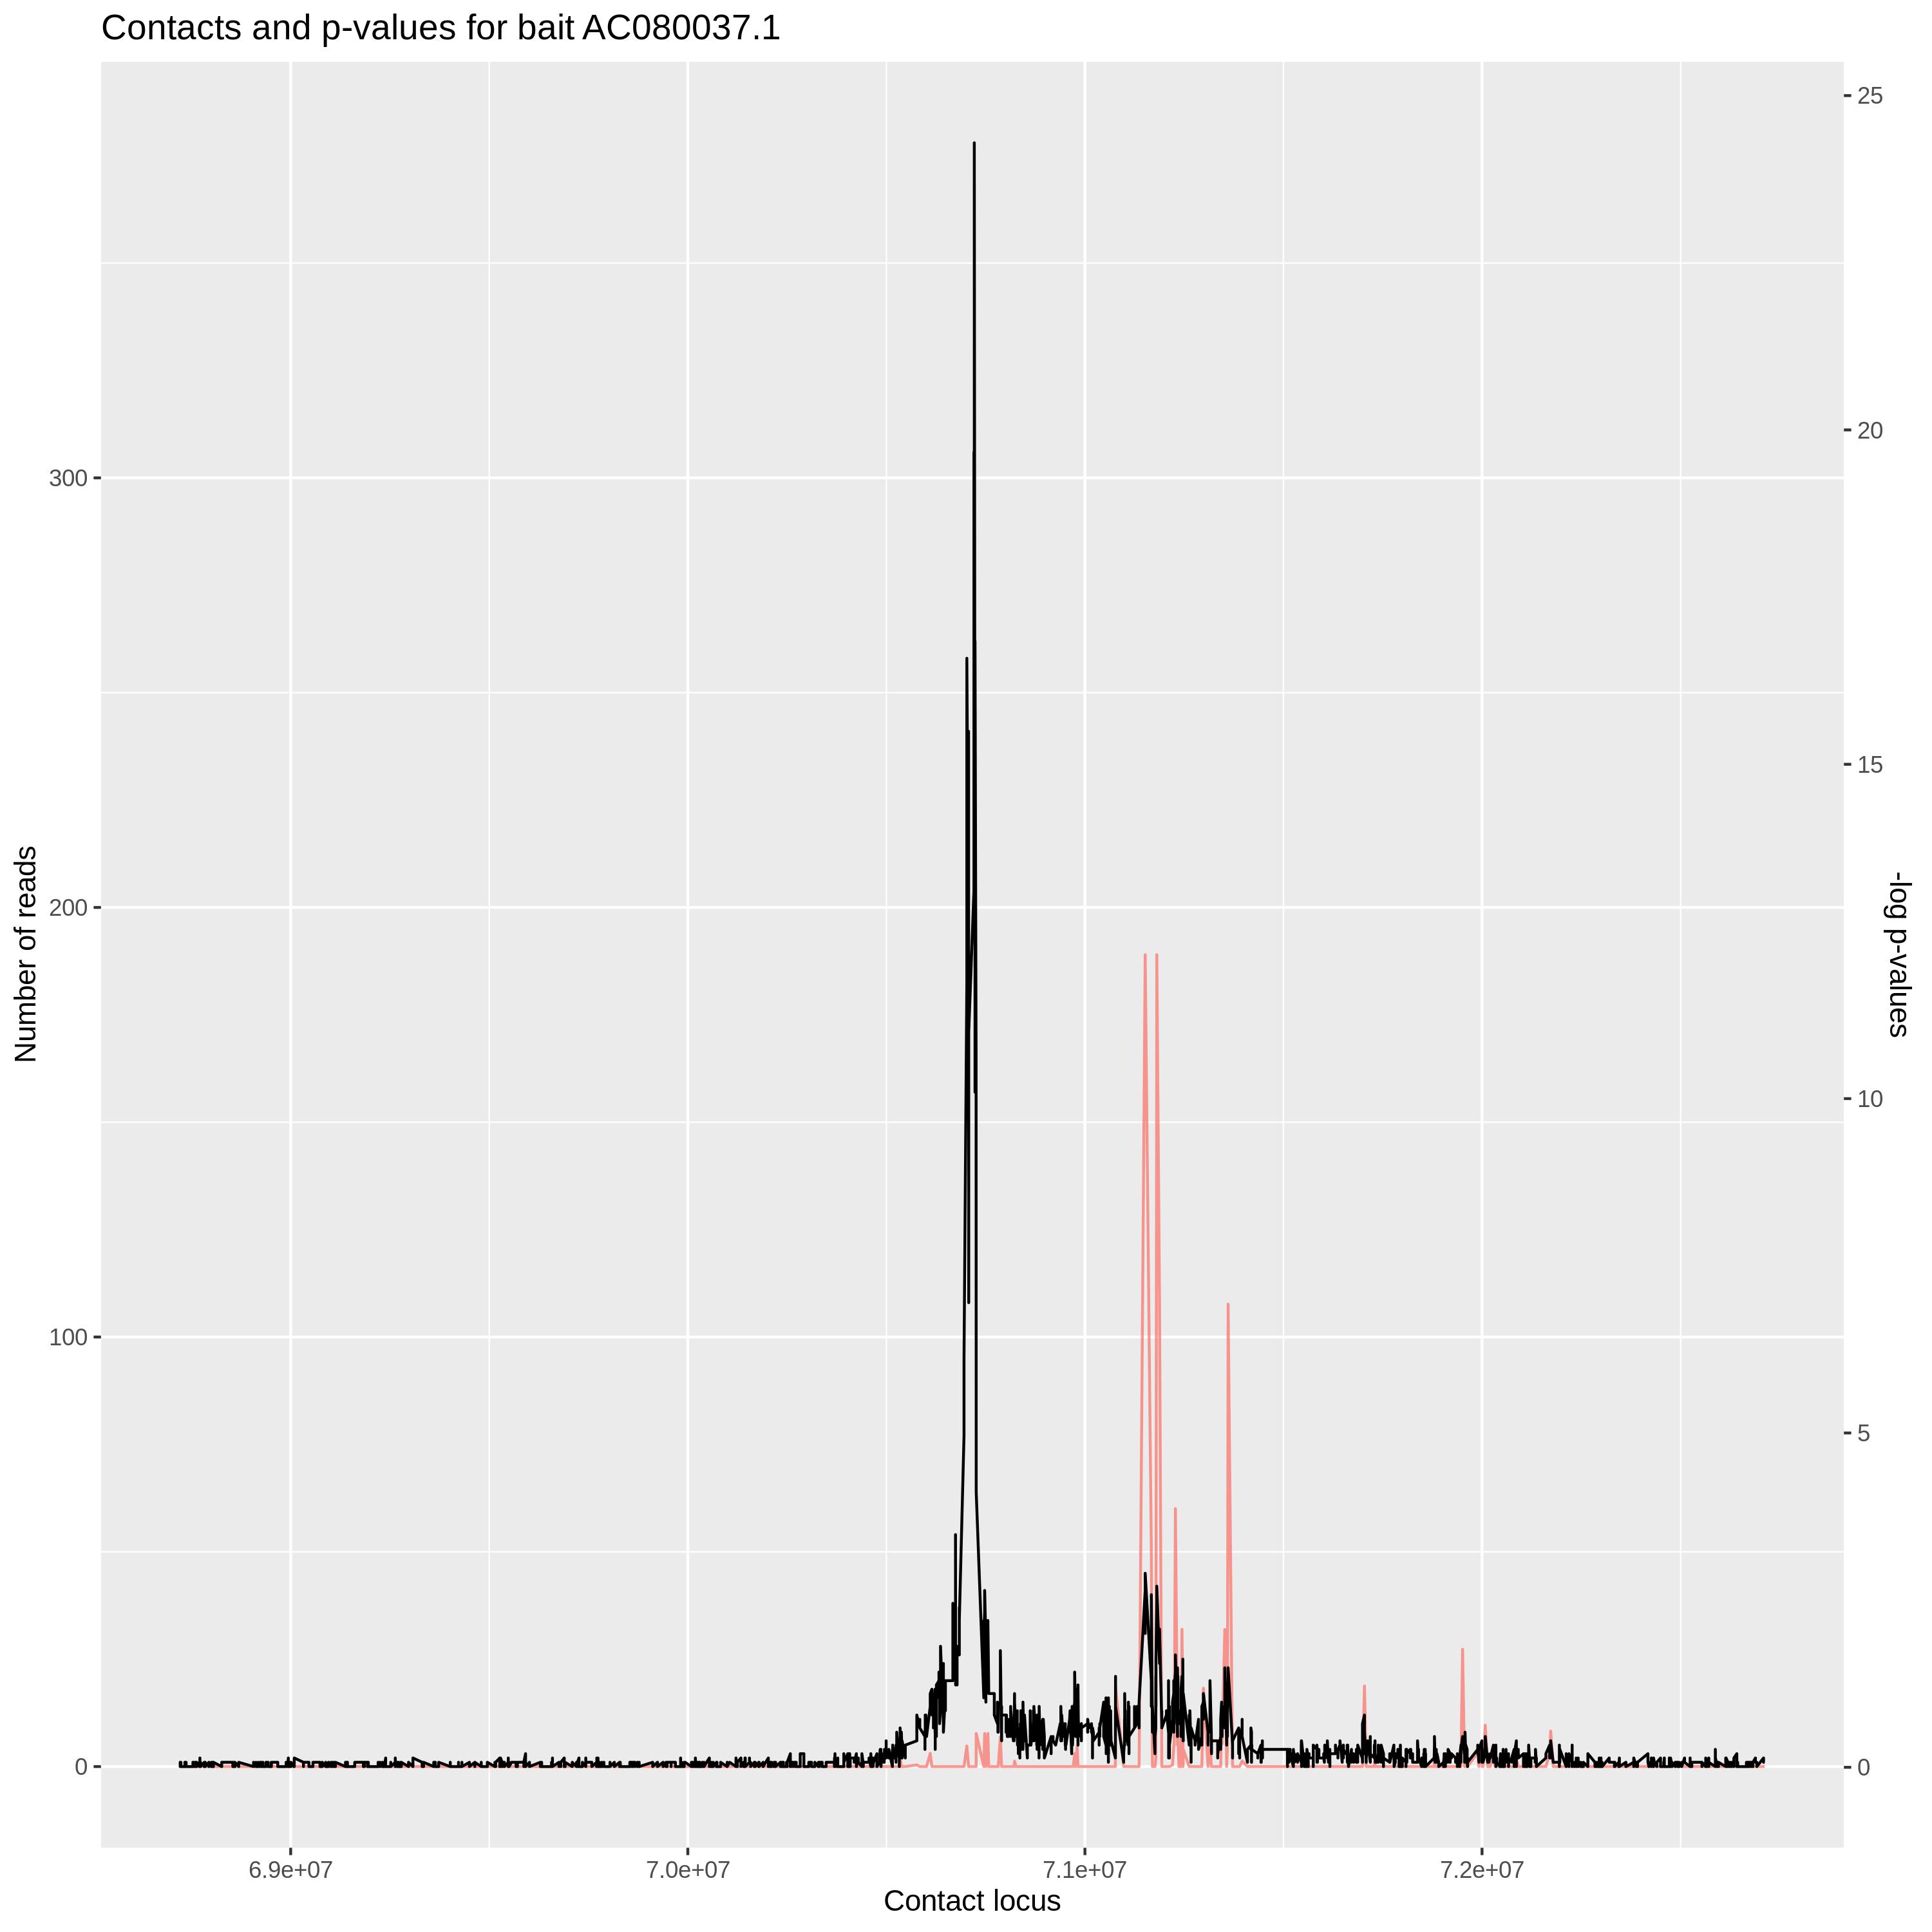 Contacts and p-values for bait AC080037.1
Number of reads
300
200
100
0
25
20
15
10
5
0
-log p-values
6.9e+07
7.0e+07
7.1e+07
7.2e+07
Contact locus